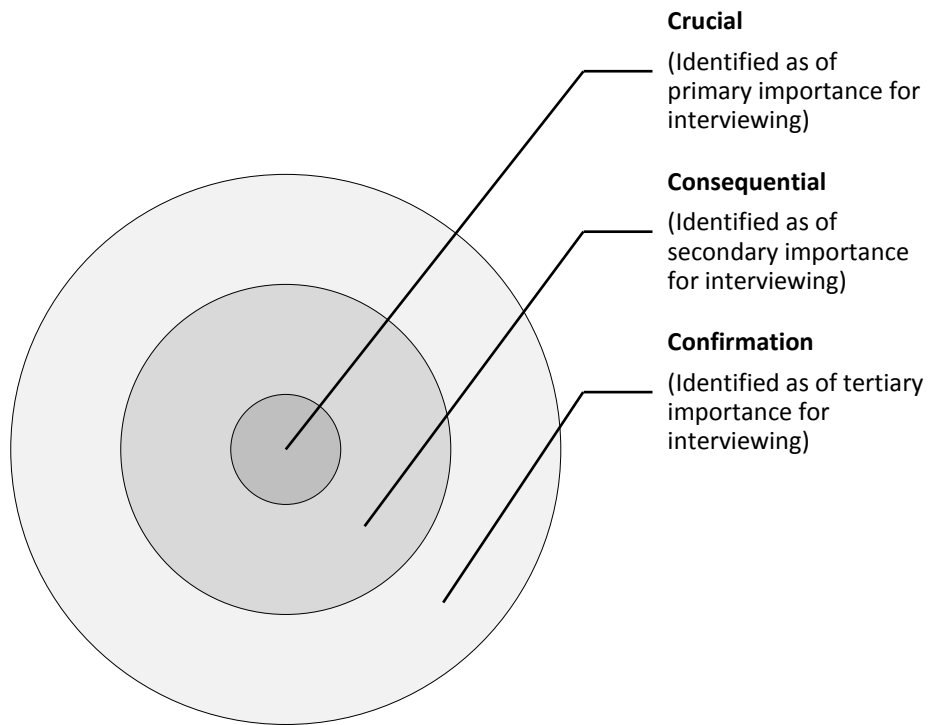 Crucial
(Identified as of
primary importance for
interviewing)
Consequential
(Identified as of
secondary importance
for interviewing)
Confirmation
(Identified as of tertiary
importance for
interviewing)